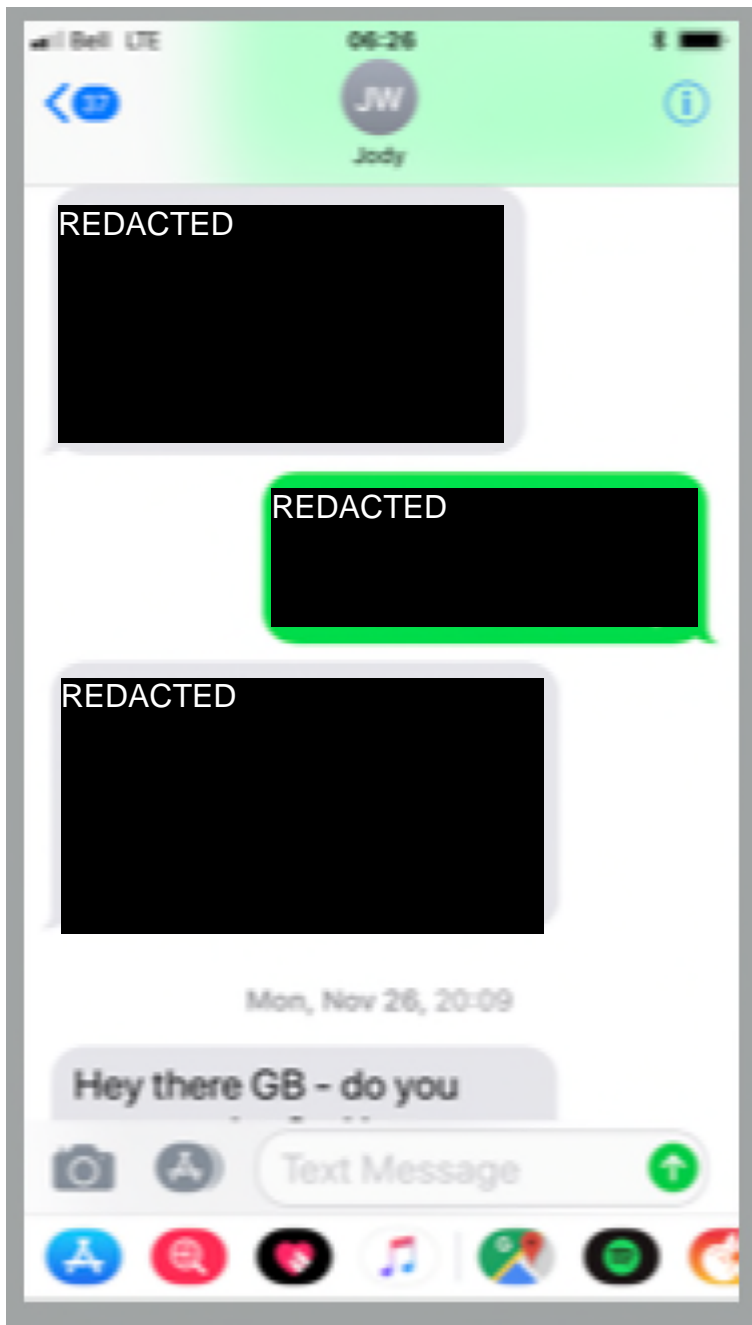 Bell LTE 06:26
37
JW
Jody
REDACTED
REDACTED
REDACTED
Mon, Nov 26, 20:09
Hey there GB - do you
Text Message